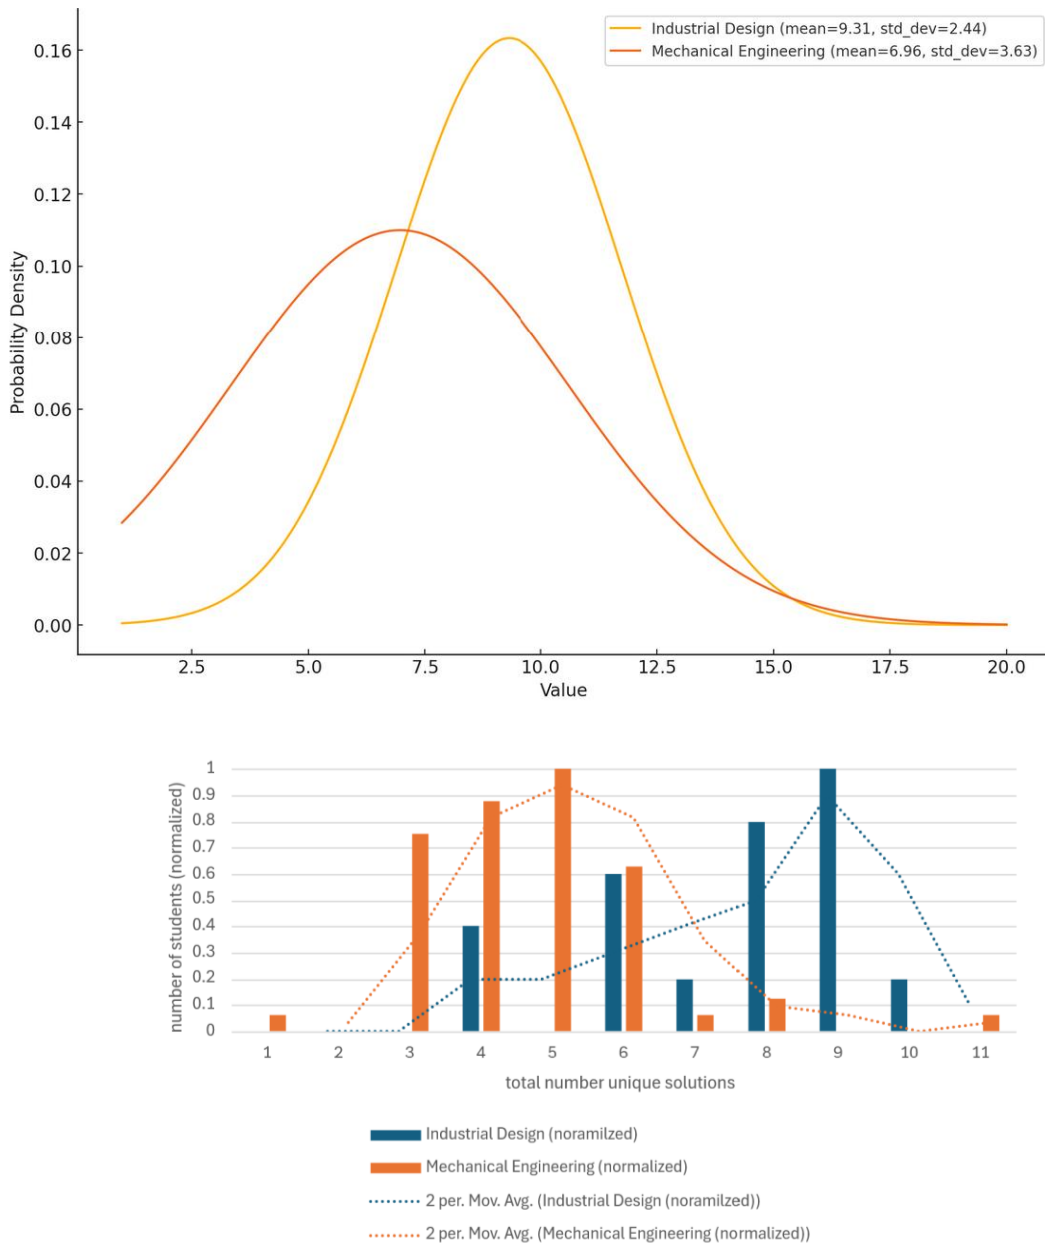 Industrial Design (mean=9.31, std_dev=2.44)
Mechanical Engineering (mean=6.96, std_dev=3.63)
0.16
0.14
0.12
0.10
0.08
0.06
0.04
0.02
0.00
Probability Density
2.5 5.0 7.5 10.0 12.5 15.0 17.5 20.0
Value
1
0.9
0.8
0.7
0.6
0.5
0.4
0.3
0.2
0.1
0
number of students (normalized)
1 2 3 4 5 6 7 8 9 10 11
total number unique solutions
Industrial Design (noramilzed)
Mechanical Engineering (normalized)
2 per. Mov. Avg. (Industrial Design (noramilzed))
2 per. Mov. Avg. (Mechanical Engineering (normalized))